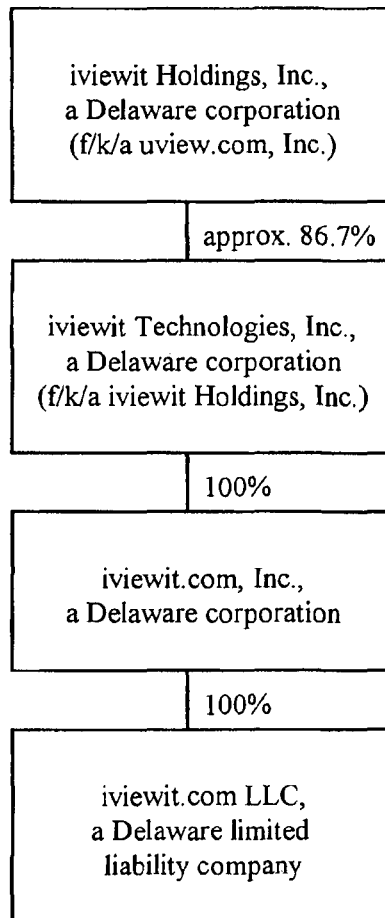 iviewit Holdings, Inc.,
a Delaware corporation
(f/k/a uview.com, Inc.)
approx. 86.7%
iviewit Technologies, Inc.,
a Delaware corporation
(f/k/a iviewit Holdings, Inc.)
100%
iviewit.com, Inc.,
a Delaware corporation
100%
iviewit.com LLC,
a Delaware limited
liability company